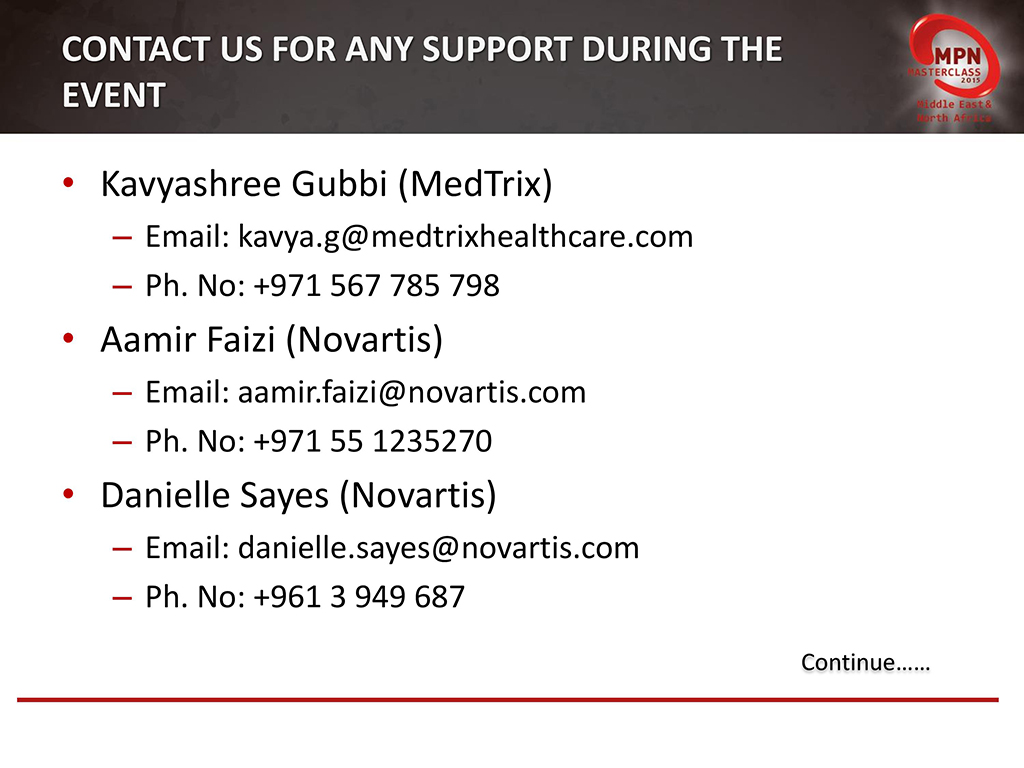 CONTACT US FOR ANY SUPPORT DURING THE
EVENT
MPN
MASTERCLASS
2015
Middle East &
North Africa
• Kavyashree Gubbi (MedTrix)
– Email: kavya.g@medtrixhealthcare.com
– Ph. No: +971 567 785 798
• Aamir Faizi (Novartis)
– Email: aamir.faizi@novartis.com
– Ph. No: +971 55 1235270
• Danielle Sayes (Novartis)
– Email: danielle.sayes@novartis.com
– Ph. No: +961 3 949 687
Continue……